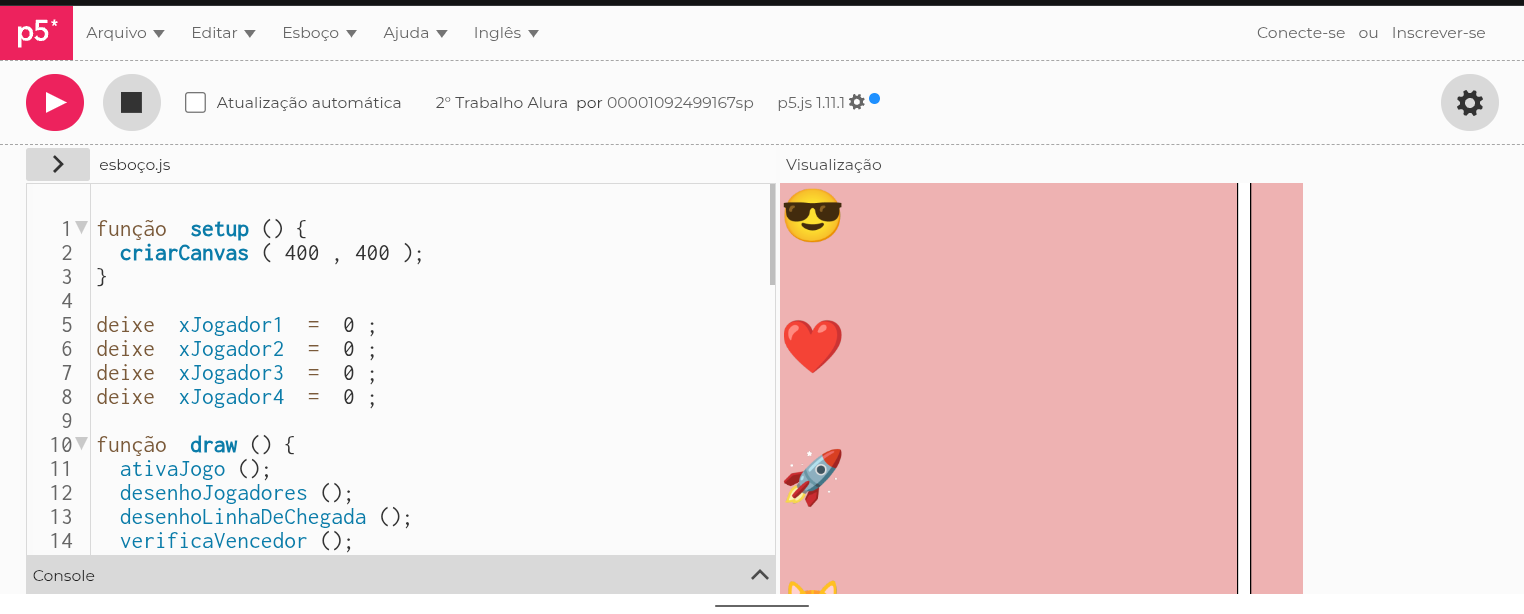 p5* Arquivo Editar Esboço Ajuda Inglês Conecte-se ou Inscrever-se
Atualização automática 2° Trabalho Alura por 00001092499167sp p5.js 1.11.1
esboço.js
Visualização
1 função setup () {
2 criarCanvas ( 400 , 400 );
3 }
4
5 deixe xJogador1 = 0 ;
6 deixe xJogador2 = 0 ;
7 deixe xJogador3 = 0 ;
8 deixe xJogador4 = 0 ;
9
10 função draw () {
11 ativaJogo ();
12 desenhoJogadores ();
13 desenhoLinhaDeChegada ();
14 verificaVencedor ();
Console